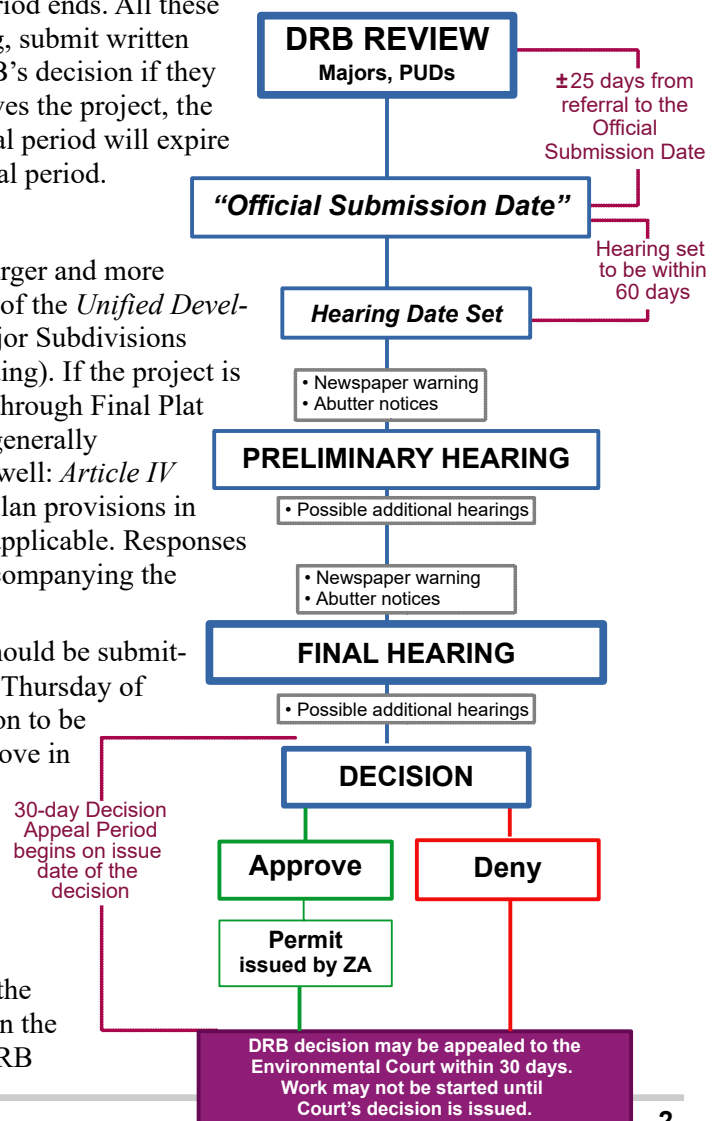 riod ends. All these
g, submit written
B’s decision if they
ves the project, the
al period will expire
al period.
arger and more
of the Unified Devel-
jor Subdivisions
ing). If the project is
through Final Plat
generally
well: Article IV
lan provisions in
applicable. Responses
companying the
hould be submit-
Thursday of
on to be
ove in
the
n the
RB
DRB REVIEW
Majors, PUDs
±25 days from
referral to the
Official
Submission Date
“Official Submission Date”
Hearing set
to be within
60 days
Hearing Date Set
• Newspaper warning
• Abutter notices
PRELIMINARY HEARING
• Possible additional hearings
• Newspaper warning
• Abutter notices
FINAL HEARING
• Possible additional hearings
DECISION
30-day Decision
Appeal Period
begins on issue
date of the
decision
Approve
Deny
Permit
issued by ZA
DRB decision may be appealed to the
Environmental Court within 30 days.
Work may not be started until
Court’s decision is issued.